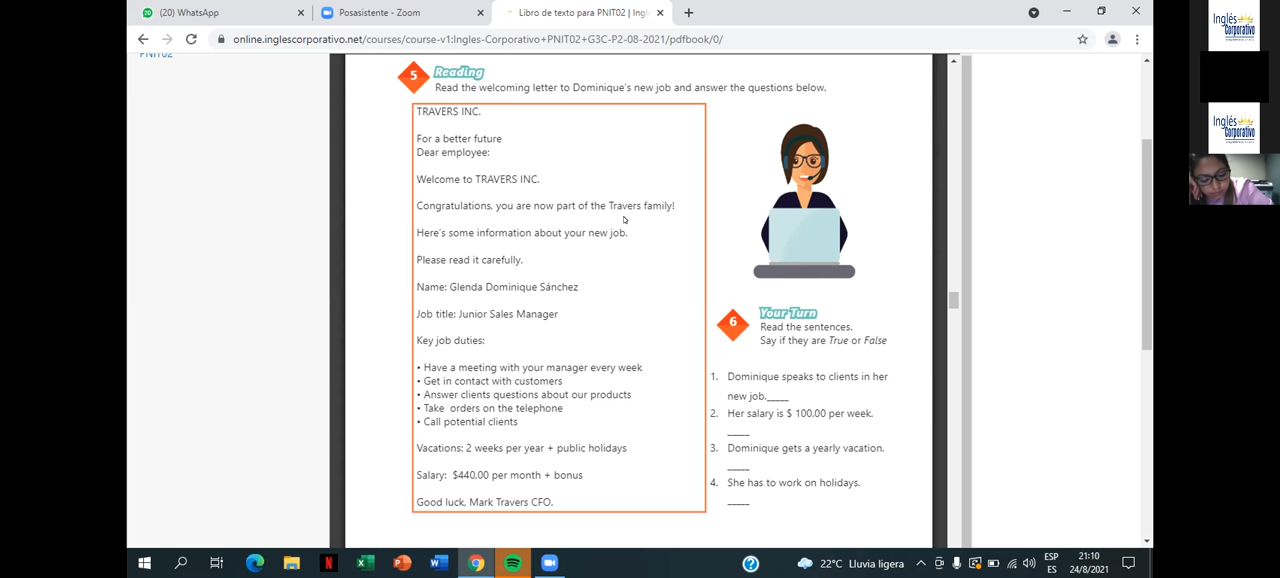 (20) WhatsApp
Posasistente - Zoom
Libro de texto para PNIT02 | Ingl
online.inglescorporativo.net/courses/course-v1:Ingles-Corporativo+PNIT02+G3C-P2-08-2021/pdfbook/0/
PNIT02
5 Reading
Read the welcoming letter to Dominique's new job and answer the questions below.
TRAVERS INC.
For a better future
Dear employee:
Welcome to TRAVERS INC.
Congratulations, you are now part of the Travers family!
Here's some information about your new job.
Please read it carefully.
Name: Glenda Dominique Sánchez
Job title: Junior Sales Manager
Key job duties:
• Have a meeting with your manager every week
• Get in contact with customers
• Answer clients questions about our products
• Take orders on the telephone
• Call potential clients
Vacations: 2 weeks per year + public holidays
Salary: $440,00 per month + bonus
Good luck, Mark Travers CFO.
6 Your Turn
Read the sentences.
Say if they are True or False
1. Dominique speaks to clients in her
new job._____
2. Her salary is $ 100.00 per week.
_____
3. Dominique gets a yearly vacation.
_____
4. She has to work on holidays.
_____
Inglés
Corporativo
Inglés
Corporativo
22°C Lluvia ligera
ESP
ES
21:10
24/8/2021